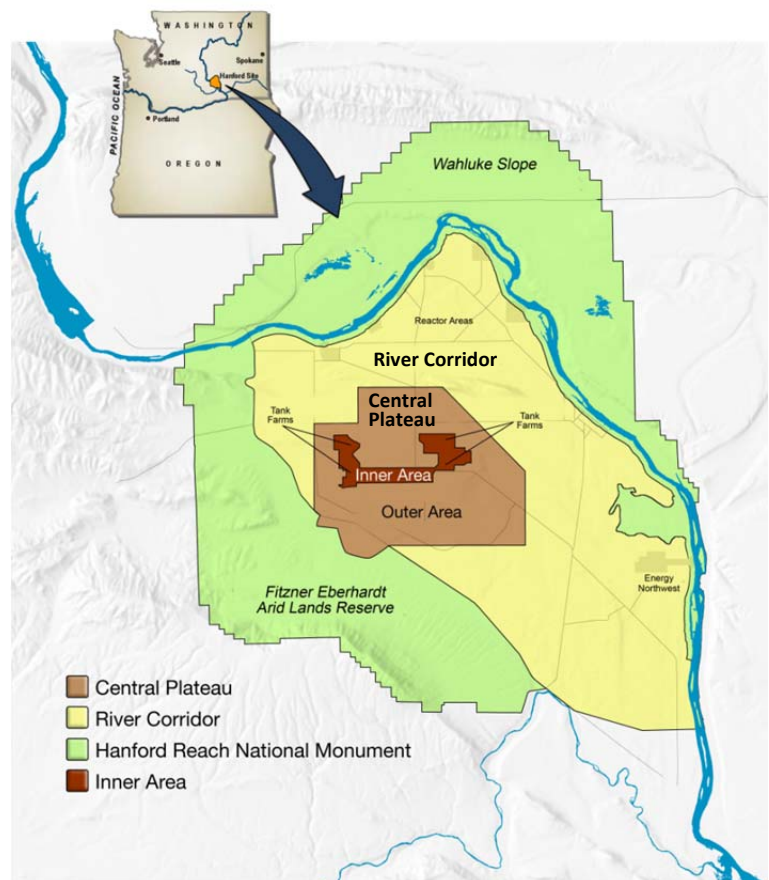 WASHINGTON
Seattle
Spokane
Hanford Site
PACIFIC OCEAN
Portland
OREGON
Wahluke Slope
Reactor Areas
River Corridor
Central
Plateau
Tank
Farms
Tank
Farms
Inner Area
Outer Area
Energy
Northwest
Fitzner Eberhardt
Arid Lands Reserve
Central Plateau
River Corridor
Hanford Reach National Monument
Inner Area